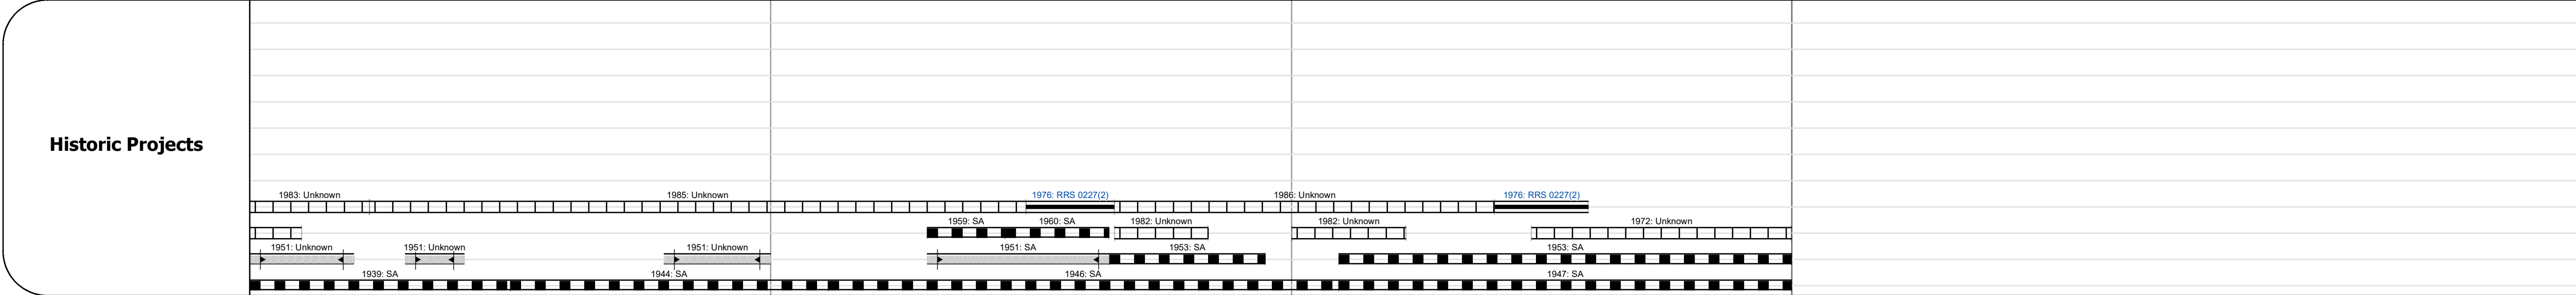 Historic Projects
1983: Unknown 1985: Unknown 1976: RRS 0227(2) 1986: Unknown 1976: RRS 0227(2)
1959: SA 1960: SA 1982: Unknown 1982: Unknown 1972: Unknown
1951: Unknown 1951: Unknown 1951: Unknown 1951: SA 1953: SA 1953: SA
1939: SA 1944: SA 1946: SA 1947: SA